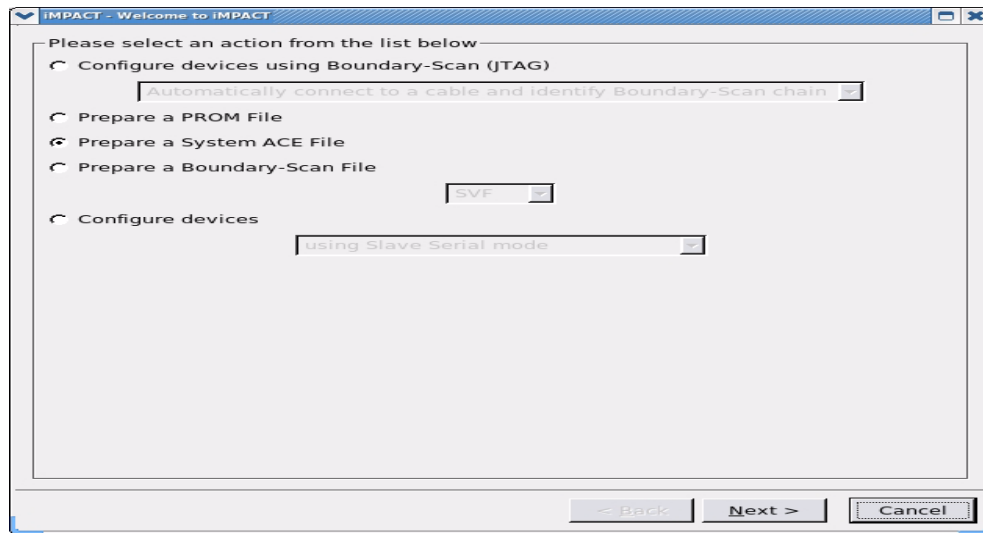 iMPACT - Welcome to iMPACT
Please select an action from the list below
Configure devices using Boundary-Scan (JTAG)
Automatically connect to a cable and identify Boundary-Scan chain
Prepare a PROM File
Prepare a System ACE File
Prepare a Boundary-Scan File
SVF
Configure devices
using Slave Serial mode
< Back Next > Cancel